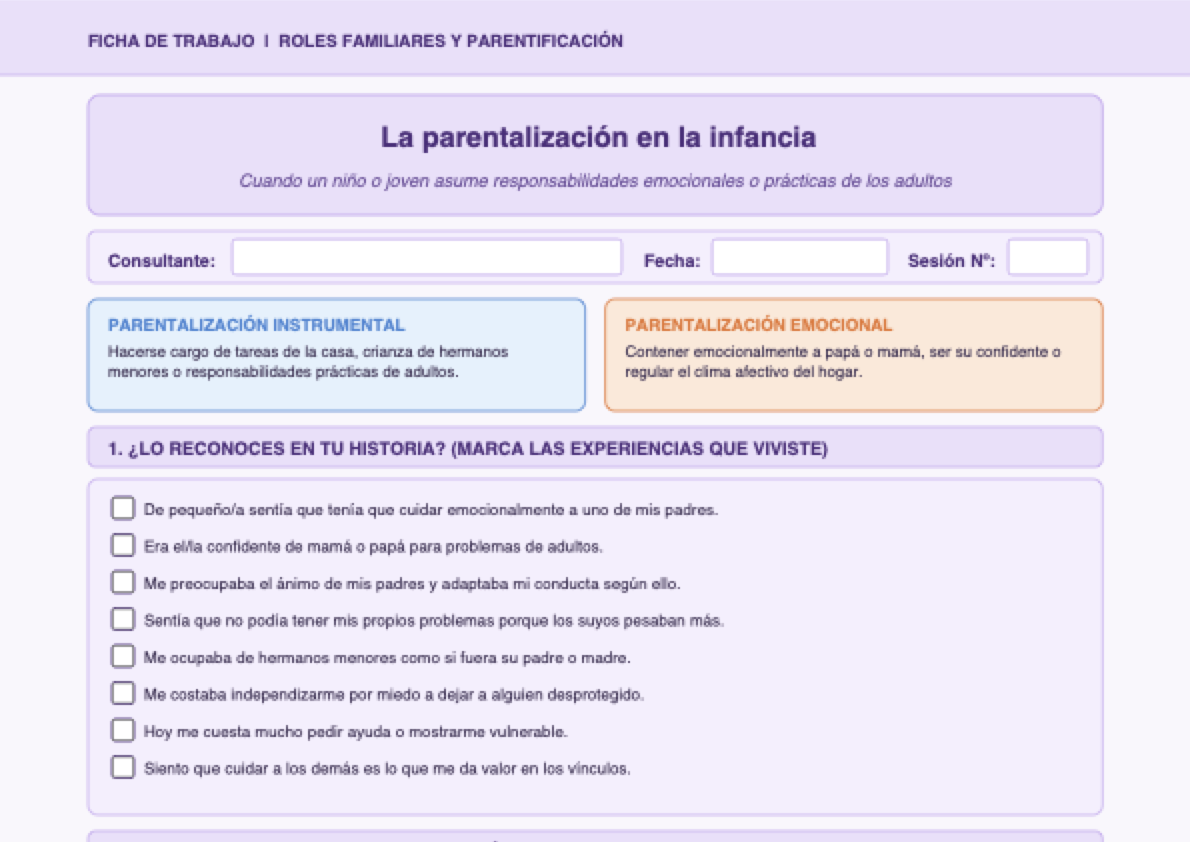 FICHA DE TRABAJO | ROLES FAMILIARES Y PARENTIFICACIÓN
La parentalización en la infancia
Cuando un niño o joven asume responsabilidades emocionales o prácticas de los adultos
Consultante: Fecha: Sesión Nº:
PARENTALIZACIÓN INSTRUMENTAL
Hacerse cargo de tareas de la casa, crianza de hermanos
menores o responsabilidades prácticas de adultos.
PARENTALIZACIÓN EMOCIONAL
Contener emocionalmente a papá o mamá, ser su confidente o
regular el clima afectivo del hogar.
1. ¿LO RECONOCES EN TU HISTORIA? (MARCA LAS EXPERIENCIAS QUE VIVISTE)
De pequeño/a sentía que tenía que cuidar emocionalmente a uno de mis padres.
Era el/la confidente de mamá o papá para problemas de adultos.
Me preocupaba el ánimo de mis padres y adaptaba mi conducta según ello.
Sentía que no podía tener mis propios problemas porque los suyos pesaban más.
Me ocupaba de hermanos menores como si fuera su padre o madre.
Me costaba independizarme por miedo a dejar a alguien desprotegido.
Hoy me cuesta mucho pedir ayuda o mostrarme vulnerable.
Siento que cuidar a los demás es lo que me da valor en los vínculos.